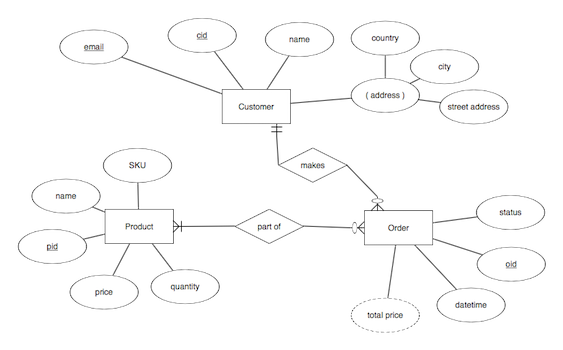 cid
name
country
email
city
Customer
( address )
street address
makes
SKU
name
status
Product
part of
Order
pid
oid
price
quantity
datetime
total price